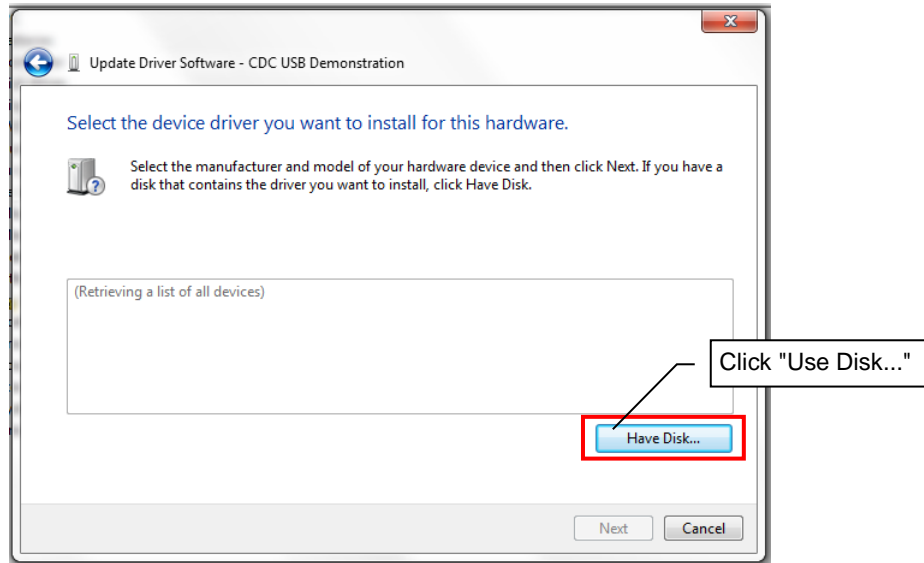 x
Update Driver Software - CDC USB Demonstration
Select the device driver you want to install for this hardware.
Select the manufacturer and model of your hardware device and then click Next. If you have a
disk that contains the driver you want to install, click Have Disk.
?
(Retrieving a list of all devices)
Click "Use Disk..."
Have Disk...
Next
Cancel